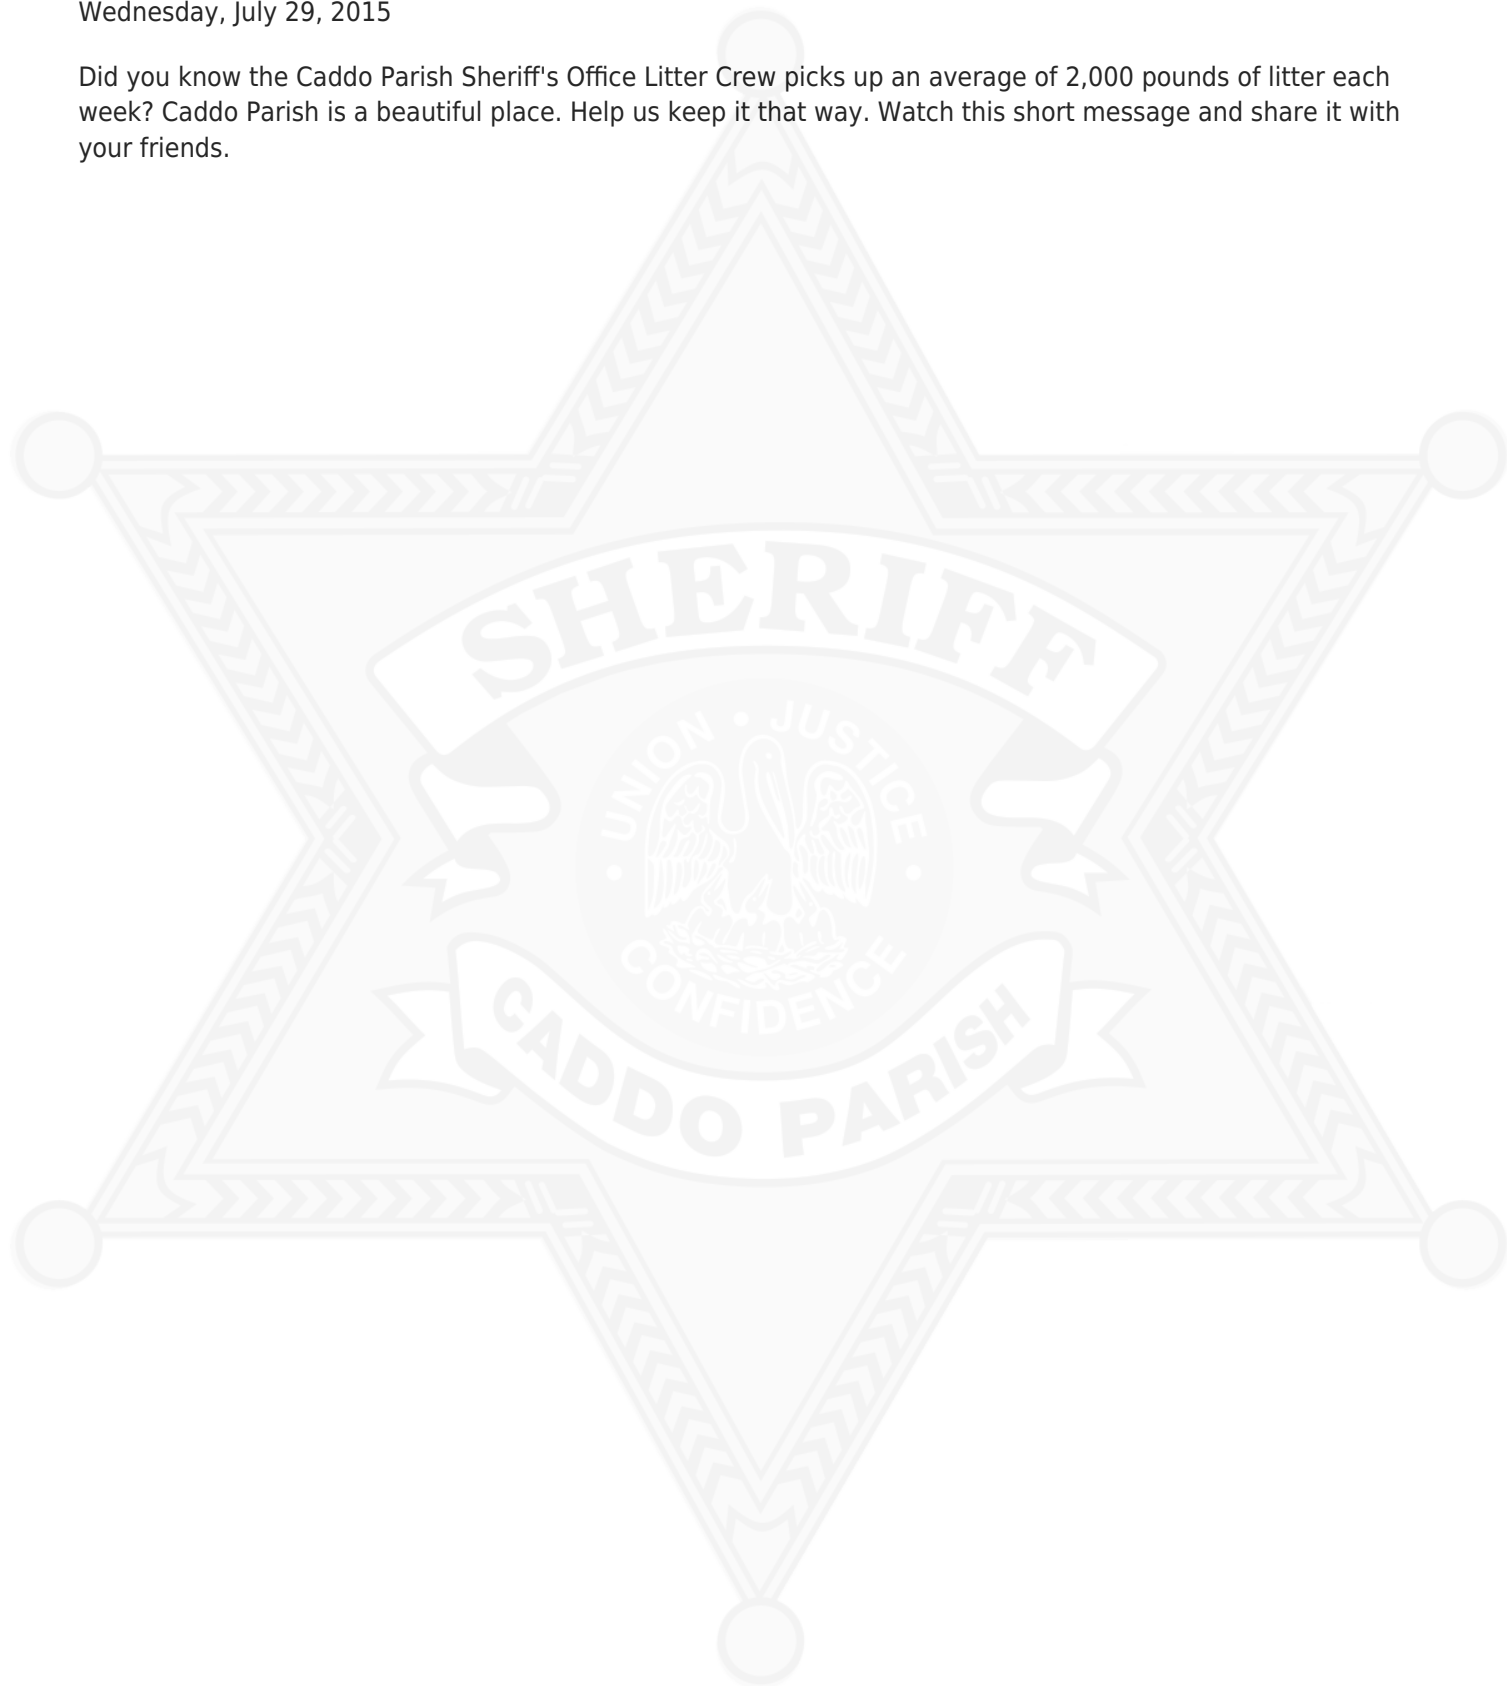 Wednesday, July 29, 2015
Did you know the Caddo Parish Sheriff's Office Litter Crew picks up an average of 2,000 pounds of litter each
week? Caddo Parish is a beautiful place. Help us keep it that way. Watch this short message and share it with
your friends.
SHERIFF
UNION • JUSTICE
• CONFIDENCE •
CADDO PARISH